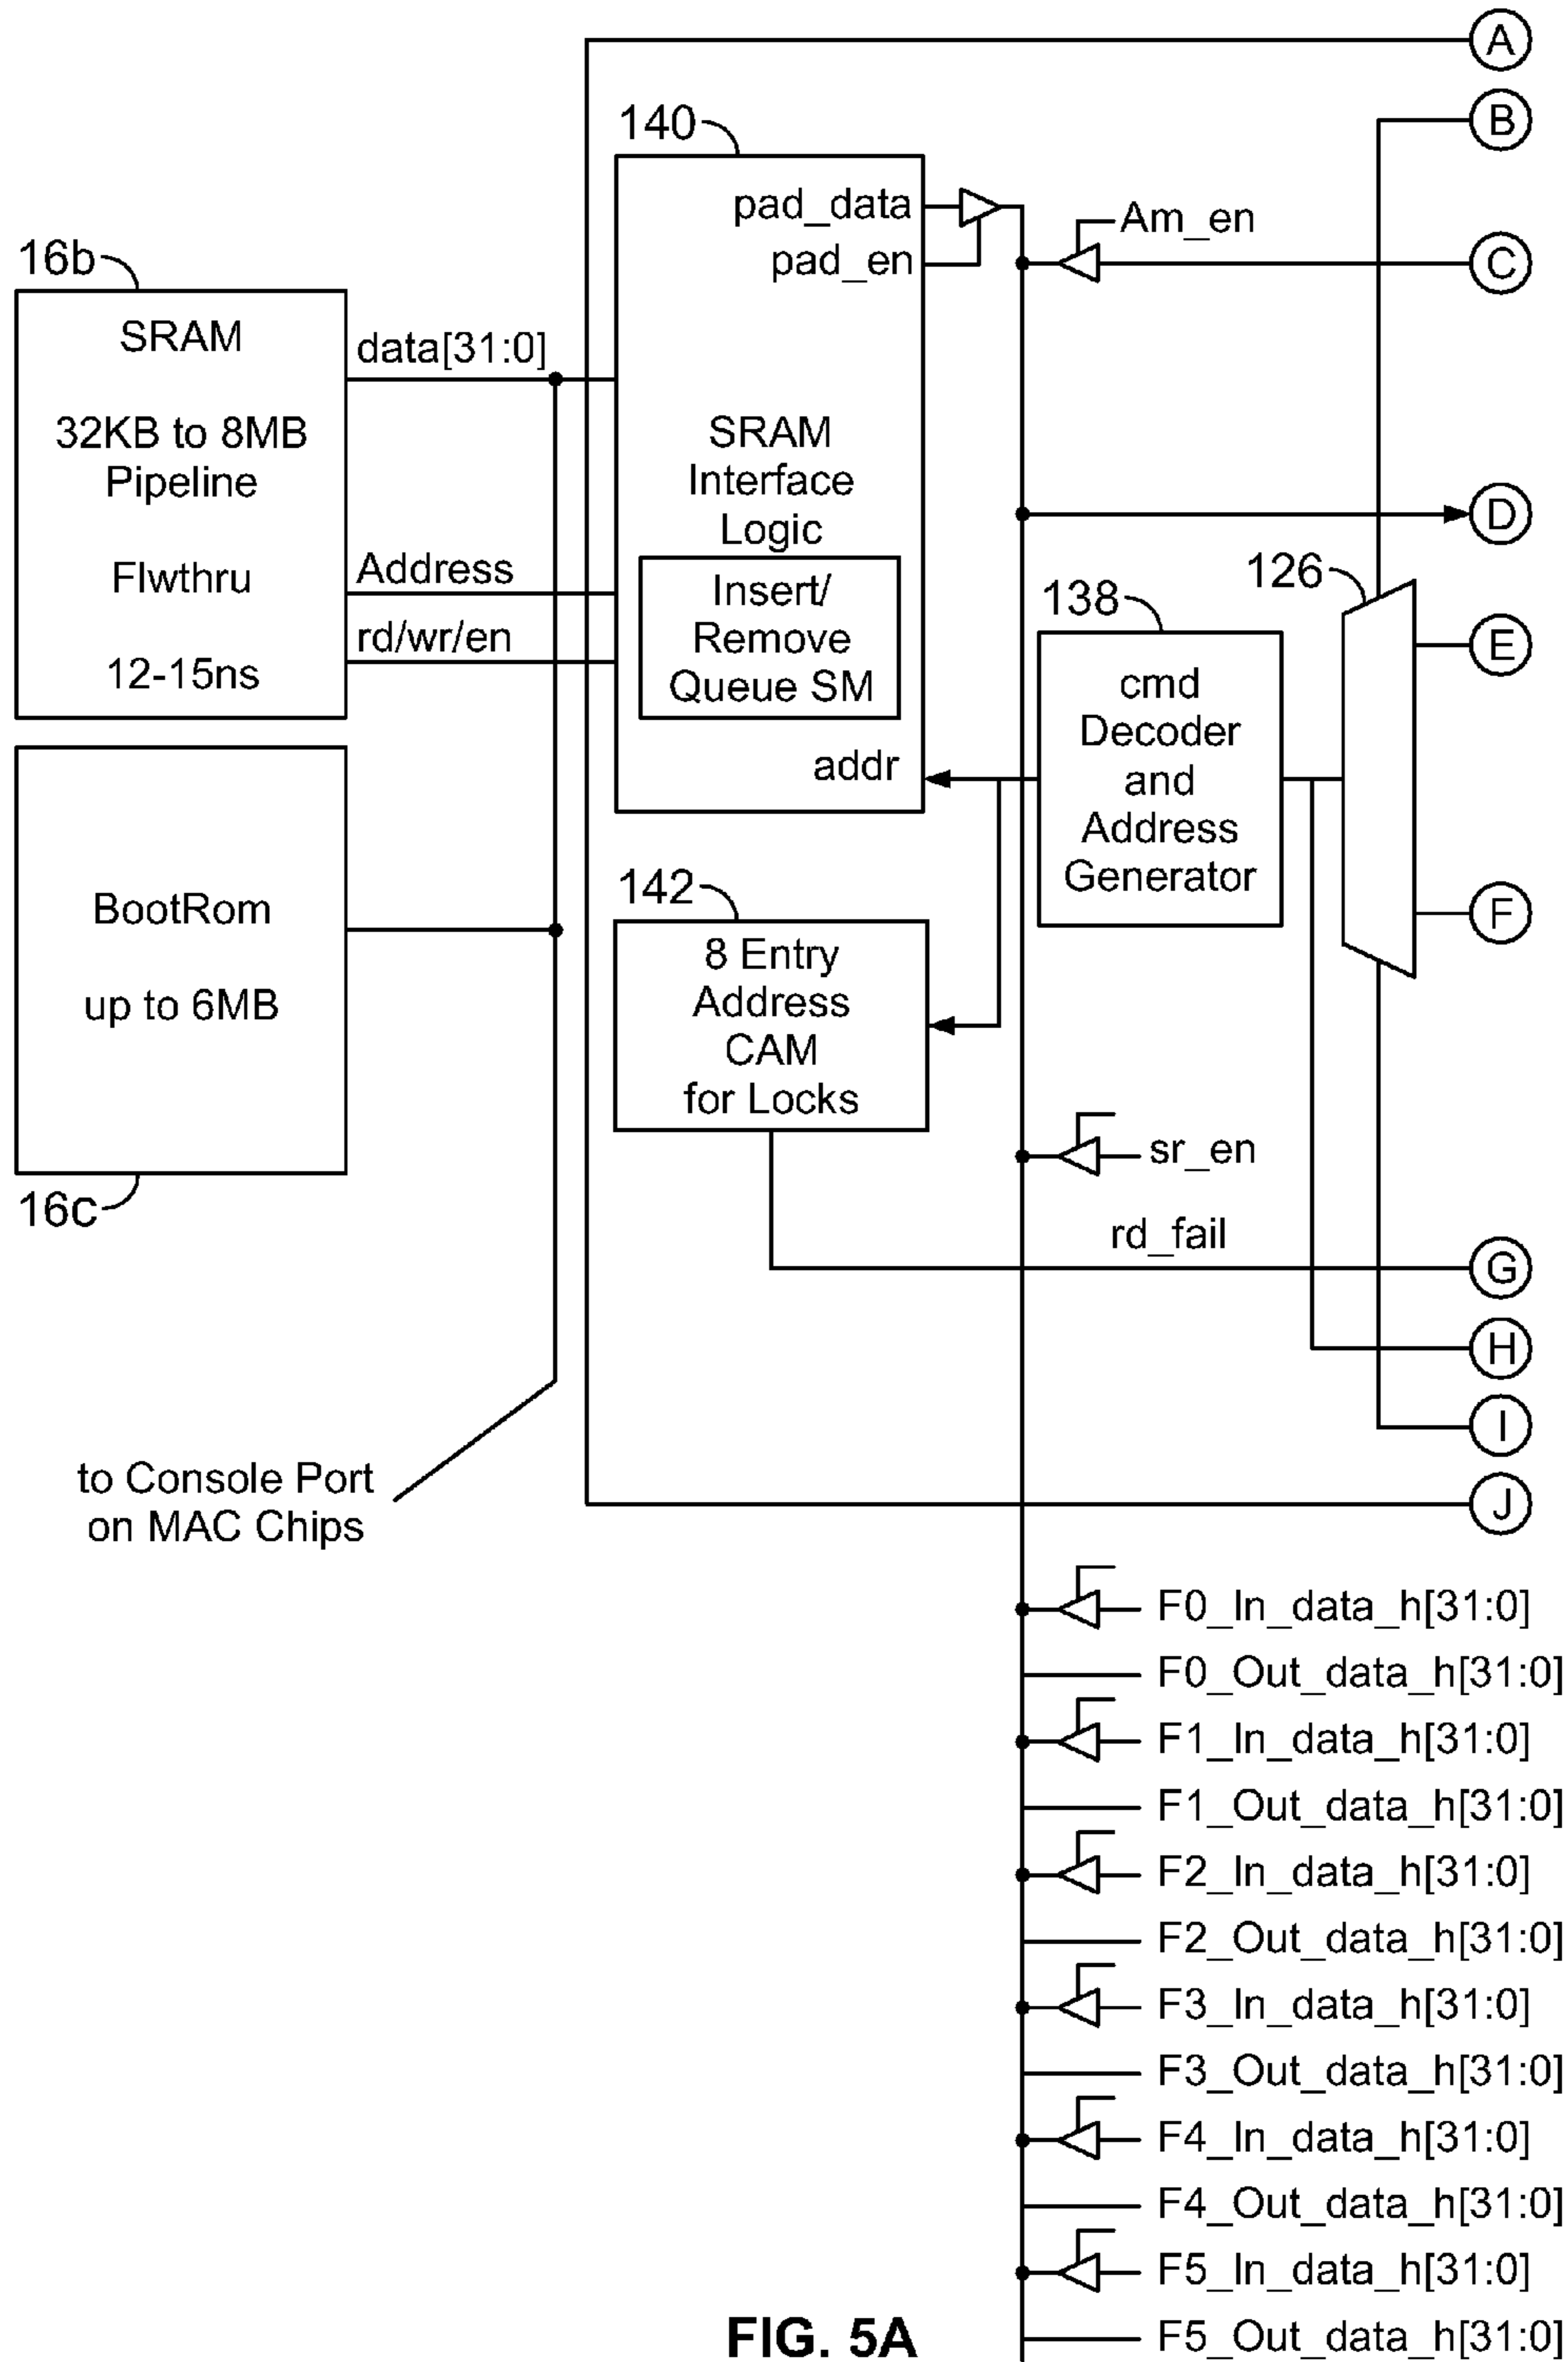 A
B
140
pad_data
Am_en
pad_en
C
16b
SRAM
data[31:0]
32KB to 8MB
Pipeline
SRAM
Interface
Logic
D
Flwthru
Address
rd/wr/en
12-15ns
Insert/
Remove
Queue SM
addr
138
126
cmd
Decoder
and
Address
Generator
E
F
BootRom
up to 6MB
16c
142
8 Entry
Address
CAM
for Locks
sr_en
rd_fail
G
H
I
J
to Console Port
on MAC Chips
F0_In_data_h[31:0]
F0_Out_data_h[31:0]
F1_In_data_h[31:0]
F1_Out_data_h[31:0]
F2_In_data_h[31:0]
F2_Out_data_h[31:0]
F3_In_data_h[31:0]
F3_Out_data_h[31:0]
F4_In_data_h[31:0]
F4_Out_data_h[31:0]
F5_In_data_h[31:0]
F5_Out_data_h[31:0]
FIG. 5A